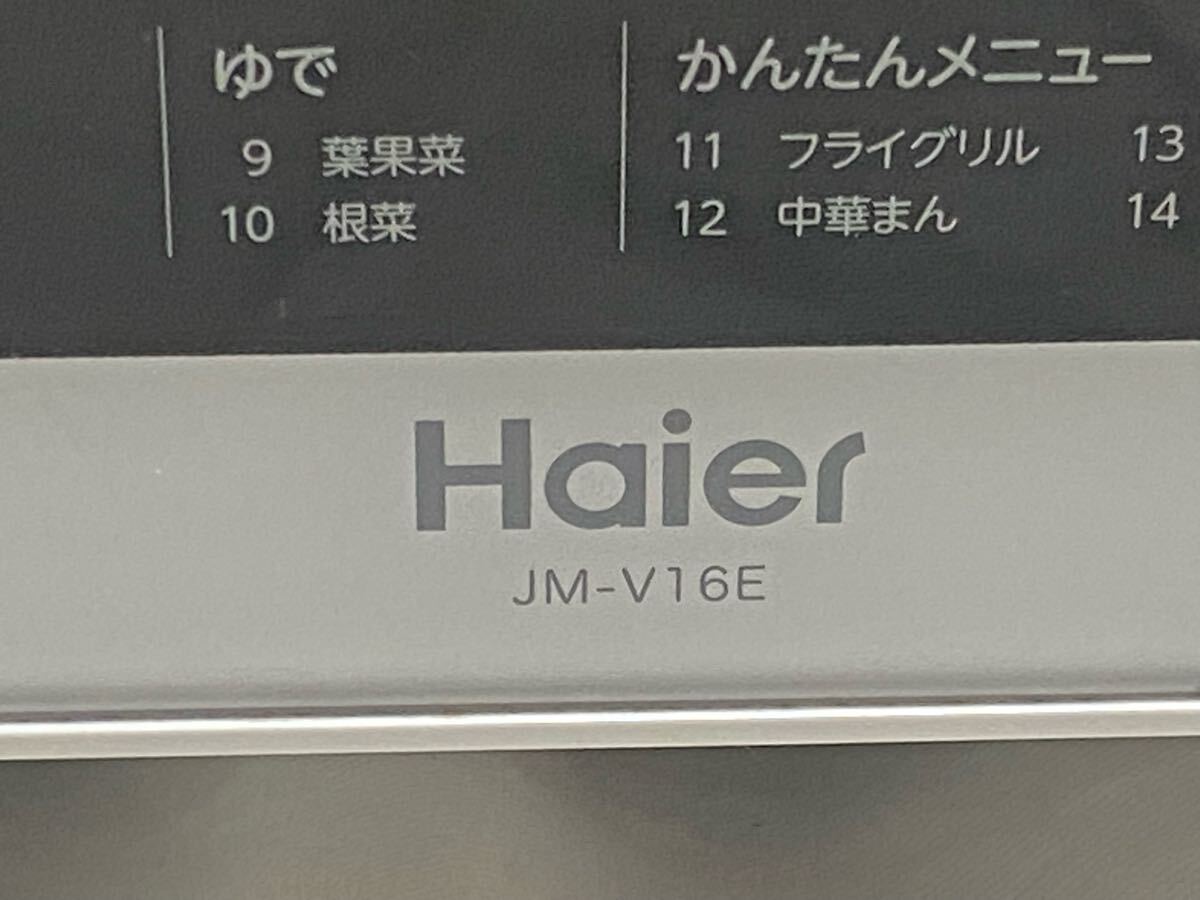 ゆで
9 葉果菜
10 根菜
かんたんメニュー
11 フライグリル 13
12 中華まん 14
Haier
JM-V16E